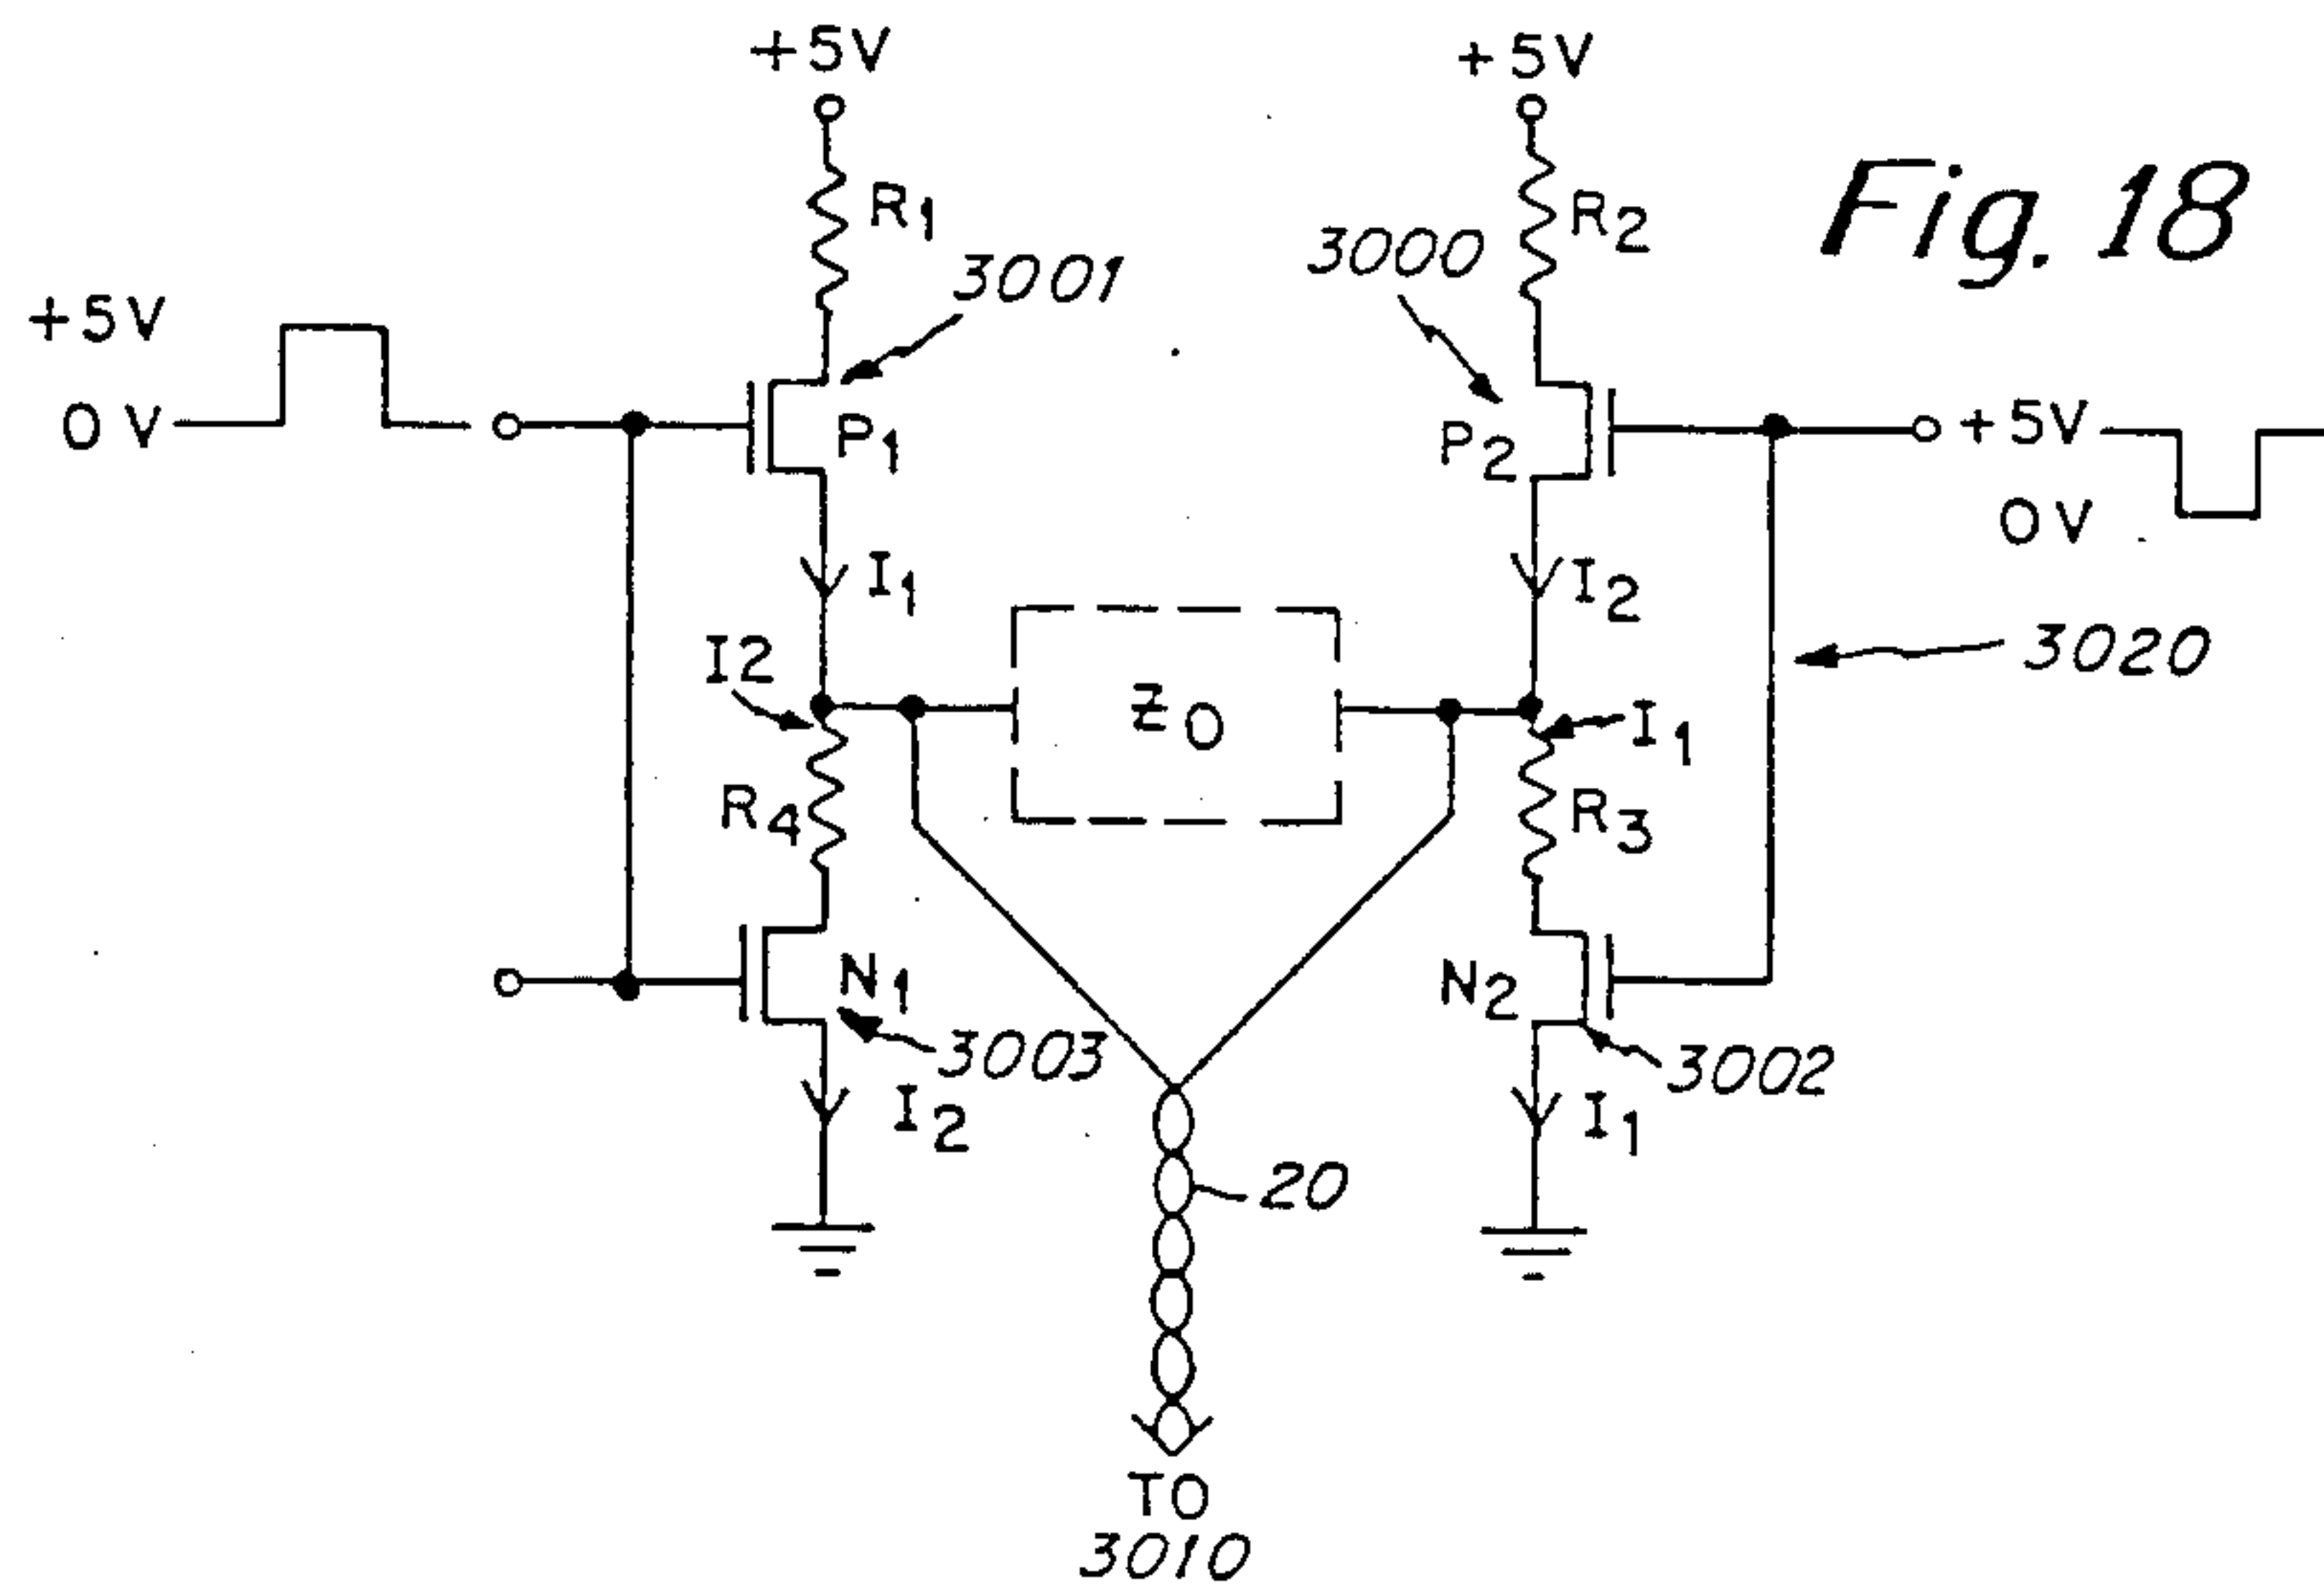 +5V
+5V
Fig. 18
R1
R2
3001
3000
+5V
0V
P1
P2
+5V
0V
I1
I2
I2
Z0
I1
3020
R4
R3
N1
N2
3003
3002
I2
I1
20
TO
3010